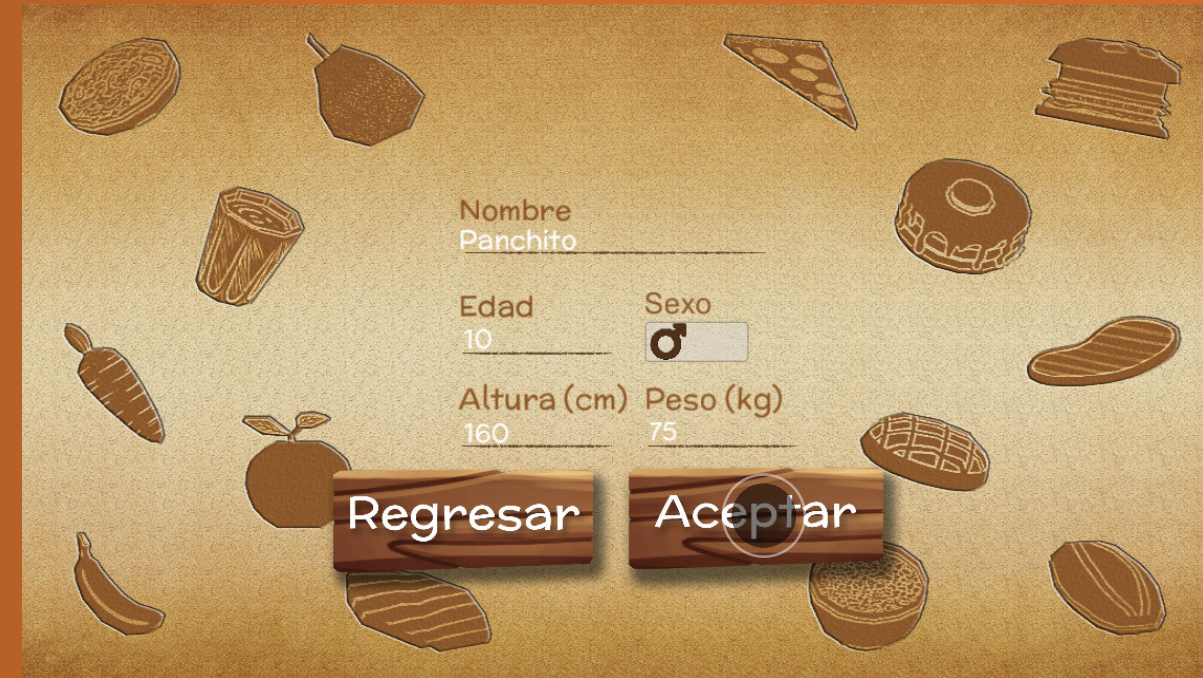 Nombre
Panchito
Edad
Sexo
10
Altura (cm)
Peso (kg)
160
75
Regresar
Aceptar